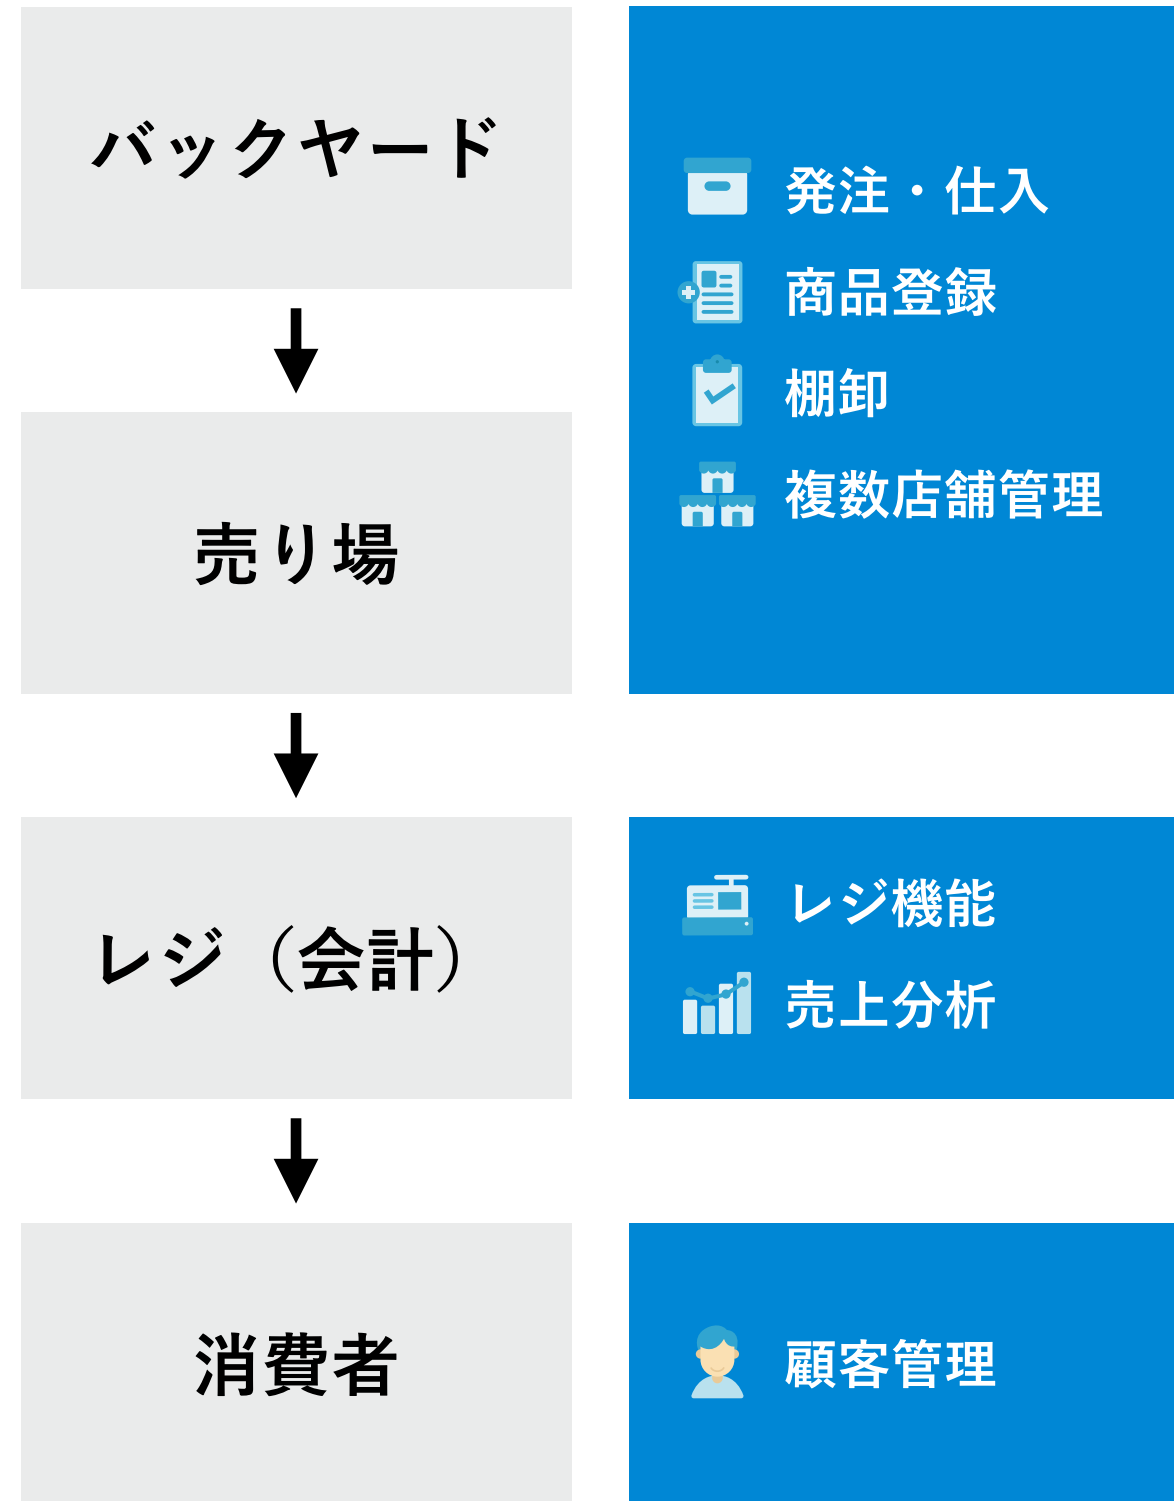 バックヤード
発注・仕入
商品登録
棚卸
複数店舗管理
売り場
レジ（会計）
レジ機能
売上分析
消費者
顧客管理